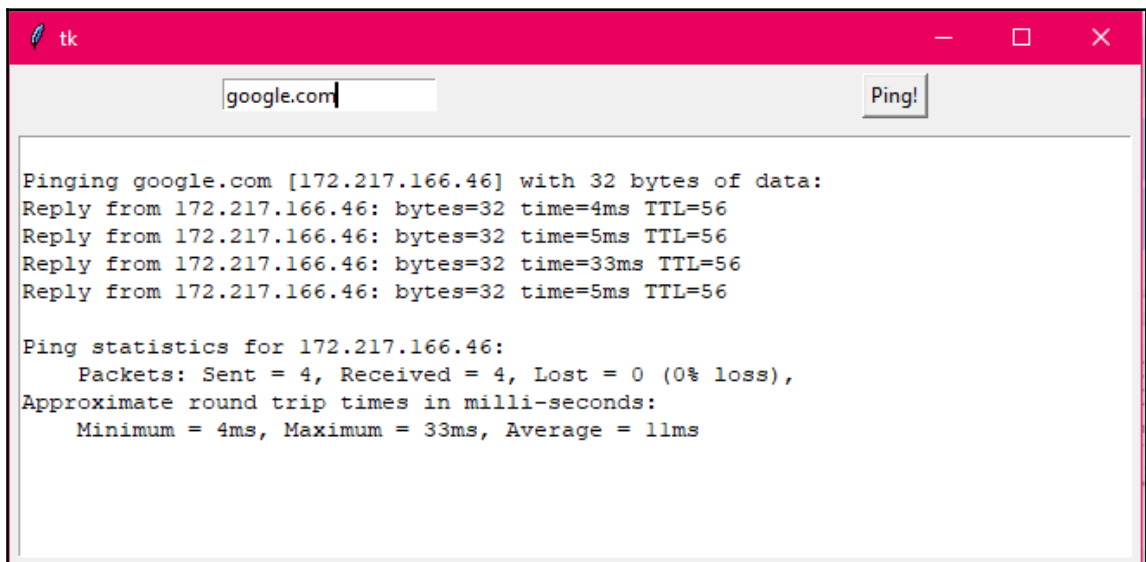 tk
google.com
Ping!
Pinging google.com [172.217.166.46] with 32 bytes of data:
Reply from 172.217.166.46: bytes=32 time=4ms TTL=56
Reply from 172.217.166.46: bytes=32 time=5ms TTL=56
Reply from 172.217.166.46: bytes=32 time=33ms TTL=56
Reply from 172.217.166.46: bytes=32 time=5ms TTL=56
Ping statistics for 172.217.166.46:
    Packets: Sent = 4, Received = 4, Lost = 0 (0% loss),
Approximate round trip times in milli-seconds:
    Minimum = 4ms, Maximum = 33ms, Average = 11ms